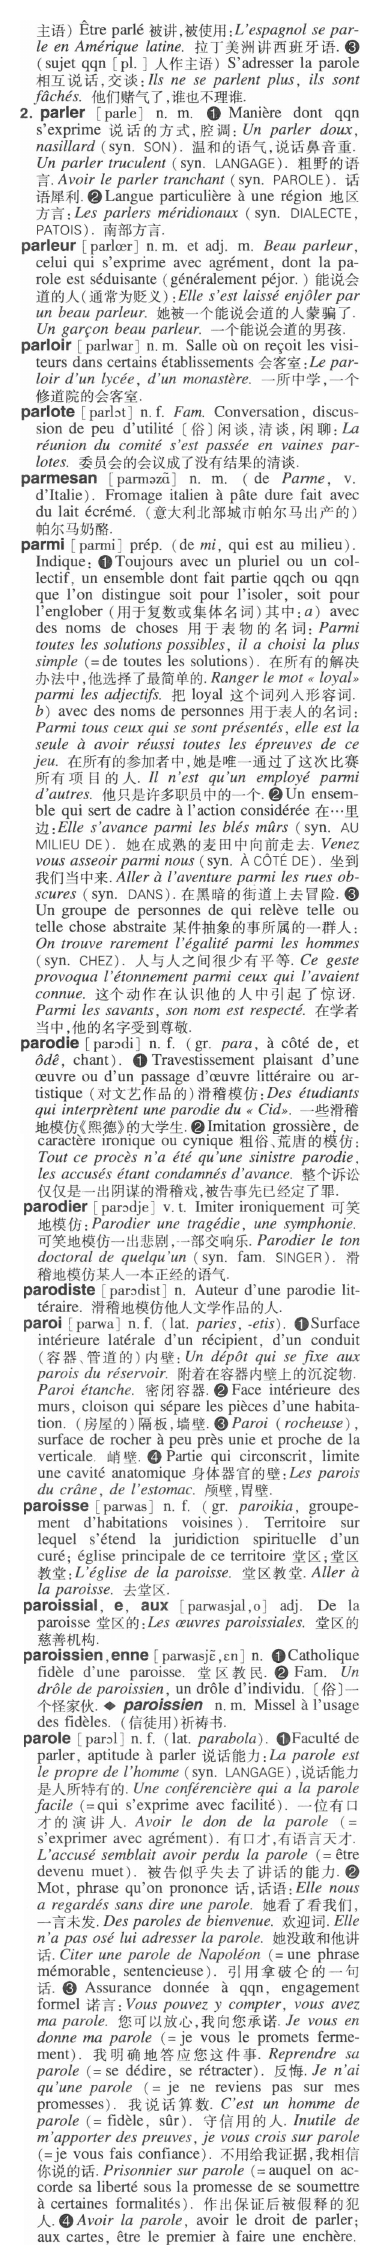 主语) Être parlé 被讲,被使用:L'espagnol se par-
le en Amérique latine. 拉丁美洲讲西班牙语. ❸
(sujet qqn [pl.] 人作主语) S'adresser la parole
相互说话,交谈: Ils ne se parlent plus, ils sont
fâchés. 他们赌气了,谁也不理谁.
2. parler [parle] n. m. ❶ Manière dont qqn
s'exprime 说话的方式,腔调: Un parler doux,
nasillard (syn. SON). 温和的语气,说话鼻音重.
Un parler truculent (syn. LANGAGE). 粗野的语
言. Avoir le parler tranchant (syn. PAROLE). 话
语犀利. ❷ Langue particulière à une région 地区
方言: Les parlers méridionaux (syn. DIALECTE,
PATOIS). 南部方言.
parleur [parlœr] n. m. et adj. m. Beau parleur,
celui qui s'exprime avec agrément, dont la pa-
role est séduisante (généralement péjor.) 能说会
道的人(通常为贬义): Elle s'est laissé enjôler par
un beau parleur. 她被一个能说会道的人蒙骗了.
Un garçon beau parleur. 一个能说会道的男孩.
parloir [parlwar] n. m. Salle où on reçoit les visi-
teurs dans certains établissements 会客室: Le par-
loir d'un lycée, d'un monastère. 一所中学,一个
修道院的会客室.
parlote [parlɔt] n. f. Fam. Conversation, discus-
sion de peu d'utilité [俗]闲谈,清谈,闲聊: La
réunion du comité s'est passée en vaines par-
lotes. 委员会的会议成了没有结果的清谈.
parmesan [parməzɑ̃] n. m. (de Parme, v.
d'Italie). Fromage italien à pâte dure fait avec
du lait écrémé. (意大利北部城市帕尔马出产的)
帕尔马奶酪.
parmi [parmi] prép. (de mi, qui est au milieu).
Indique: ❶ Toujours avec un pluriel ou un col-
lectif, un ensemble dont fait partie qqch ou qqn
que l'on distingue soit pour l'isoler, soit pour
l'englober (用于复数或集体名词)其中: a) avec
des noms de choses 用于表物的名词: Parmi
toutes les solutions possibles, il a choisi la plus
simple (= de toutes les solutions). 在所有的解决
办法中,他选择了最简单的. Ranger le mot « loyal»
parmi les adjectifs. 把 loyal 这个词列入形容词.
b) avec des noms de personnes 用于表人的名词:
Parmi tous ceux qui se sont présentés, elle est la
seule à avoir réussi toutes les épreuves de ce
jeu. 在所有的参加者中,她是唯一通过了这次比赛
所有项目的人. Il n'est qu'un employé parmi
d'autres. 他只是许多职员中的一个. ❷ Un ensem-
ble qui sert de cadre à l'action considérée 在…里
边: Elle s'avance parmi les blés mûrs (syn. AU
MILIEU DE). 她在成熟的麦田中向前走去. Venez
vous asseoir parmi nous (syn. À CÔTÉ DE). 坐到
我们当中来. Aller à l'aventure parmi les rues ob-
scures (syn. DANS). 在黑暗的街道上去冒险. ❸
Un groupe de personnes de qui relève telle ou
telle chose abstraite 某件抽象的事所属的一群人:
On trouve rarement l'égalité parmi les hommes
(syn. CHEZ). 人与人之间很少有平等. Ce geste
provoqua l'étonnement parmi ceux qui l'avaient
connue. 这个动作在认识他的人中引起了惊讶.
Parmi les savants, son nom est respecté. 在学者
当中,他的名字受到尊敬.
parodie [parɔdi] n. f. (gr. para, à côté de, et
ôdê, chant). ❶ Travestissement plaisant d'une
œuvre ou d'un passage d'œuvre littéraire ou ar-
tistique (对文艺作品的)滑稽模仿: Des étudiants
qui interprètent une parodie du « Cid». 一些滑稽
地模仿《熙德》的大学生. ❷ Imitation grossière, de
caractère ironique ou cynique 粗俗、荒唐的模仿:
Tout ce procès n'a été qu'une sinistre parodie,
les accusés étant condamnés d'avance. 整个诉讼
仅仅是一出阴谋的滑稽戏,被告事先已经定了罪.
parodier [parɔdje] v. t. Imiter ironiquement 可笑
地模仿: Parodier une tragédie, une symphonie.
可笑地模仿一出悲剧,一部交响乐. Parodier le ton
doctoral de quelqu'un (syn. fam. SINGER). 滑
稽地模仿某人一本正经的语气.
parodiste [parɔdist] n. Auteur d'une parodie lit-
téraire. 滑稽地模仿他人文学作品的人.
paroi [parwa] n. f. (lat. paries, -etis). ❶ Surface
intérieure latérale d'un récipient, d'un conduit
(容器、管道的)内壁: Un dépôt qui se fixe aux
parois du réservoir. 附着在容器内壁上的沉淀物.
Paroi étanche. 密闭容器. ❷ Face intérieure des
murs, cloison qui sépare les pièces d'une habita-
tion. (房屋的)隔板,墙壁. ❸ Paroi (rocheuse),
surface de rocher à peu près unie et proche de la
verticale. 峭壁. ❹ Partie qui circonscrit, limite
une cavité anatomique 身体器官的壁: Les parois
du crâne, de l'estomac. 颅壁,胃壁.
paroisse [parwas] n. f. (gr. paroikia, groupe-
ment d'habitations voisines). Territoire sur
lequel s'étend la juridiction spirituelle d'un
curé; église principale de ce territoire 堂区;堂区
教堂: L'église de la paroisse. 堂区教堂. Aller à
la paroisse. 去堂区.
paroissial, e, aux [parwasjal,o] adj. De la
paroisse 堂区的: Les œuvres paroissiales. 堂区的
慈善机构.
paroissien, enne [parwasjɛ̃,ɛn] n. ❶ Catholique
fidèle d'une paroisse. 堂区教民. ❷ Fam. Un
drôle de paroissien, un drôle d'individu. [俗]一
个怪家伙. ◆ paroissien n. m. Missel à l'usage
des fidèles. (信徒用)祈祷书.
parole [parɔl] n. f. (lat. parabola). ❶ Faculté de
parler, aptitude à parler 说话能力: La parole est
le propre de l'homme (syn. LANGAGE),说话能力
是人所特有的. Une conférencière qui a la parole
facile (= qui s'exprime avec facilité). 一位有口
才的演讲人. Avoir le don de la parole (=
s'exprimer avec agrément). 有口才,有语言天才.
L'accusé semblait avoir perdu la parole (= être
devenu muet). 被告似乎失去了讲话的能力. ❷
Mot, phrase qu'on prononce 话,话语: Elle nous
a regardés sans dire une parole. 她看了看我们,
一言未发. Des paroles de bienvenue. 欢迎词. Elle
n'a pas osé lui adresser la parole. 她没敢和他讲
话. Citer une parole de Napoléon (= une phrase
mémorable, sentencieuse). 引用拿破仑的一句
话. ❸ Assurance donnée à qqn, engagement
formel 诺言: Vous pouvez y compter, vous avez
ma parole. 您可以放心,我向您承诺. Je vous en
donne ma parole (= je vous le promets ferme-
ment). 我明确地答应您这件事. Reprendre sa
parole (= se dédire, se rétracter). 反悔. Je n'ai
qu'une parole (= je ne reviens pas sur mes
promesses). 我说话算数. C'est un homme de
parole (= fidèle, sûr). 守信用的人. Inutile de
m'apporter des preuves, je vous crois sur parole
(= je vous fais confiance). 不用给我证据,我相信
你说的话. Prisonnier sur parole (= auquel on ac-
corde sa liberté sous la promesse de se soumettre
à certaines formalités). 作出保证后被假释的犯
人. ❹ Avoir la parole, avoir le droit de parler;
aux cartes, être le premier à faire une enchère.